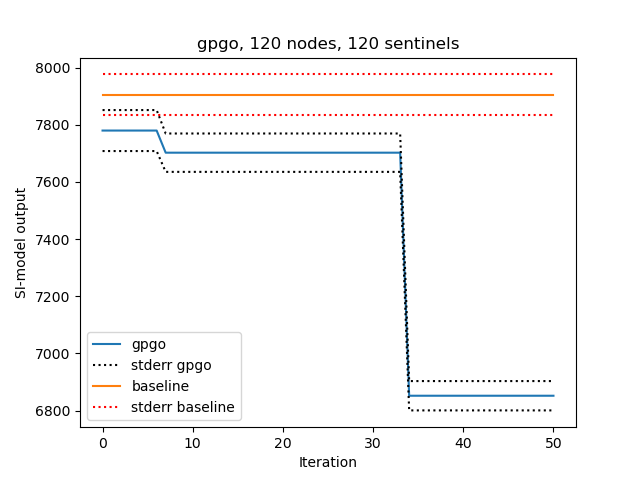 gpgo, 120 nodes, 120 sentinels
8000
7800
7600
7400
7200
7000
6800
SI-model output
gpgo
stderr gpgo
baseline
stderr baseline
0 10 20 30 40 50
Iteration